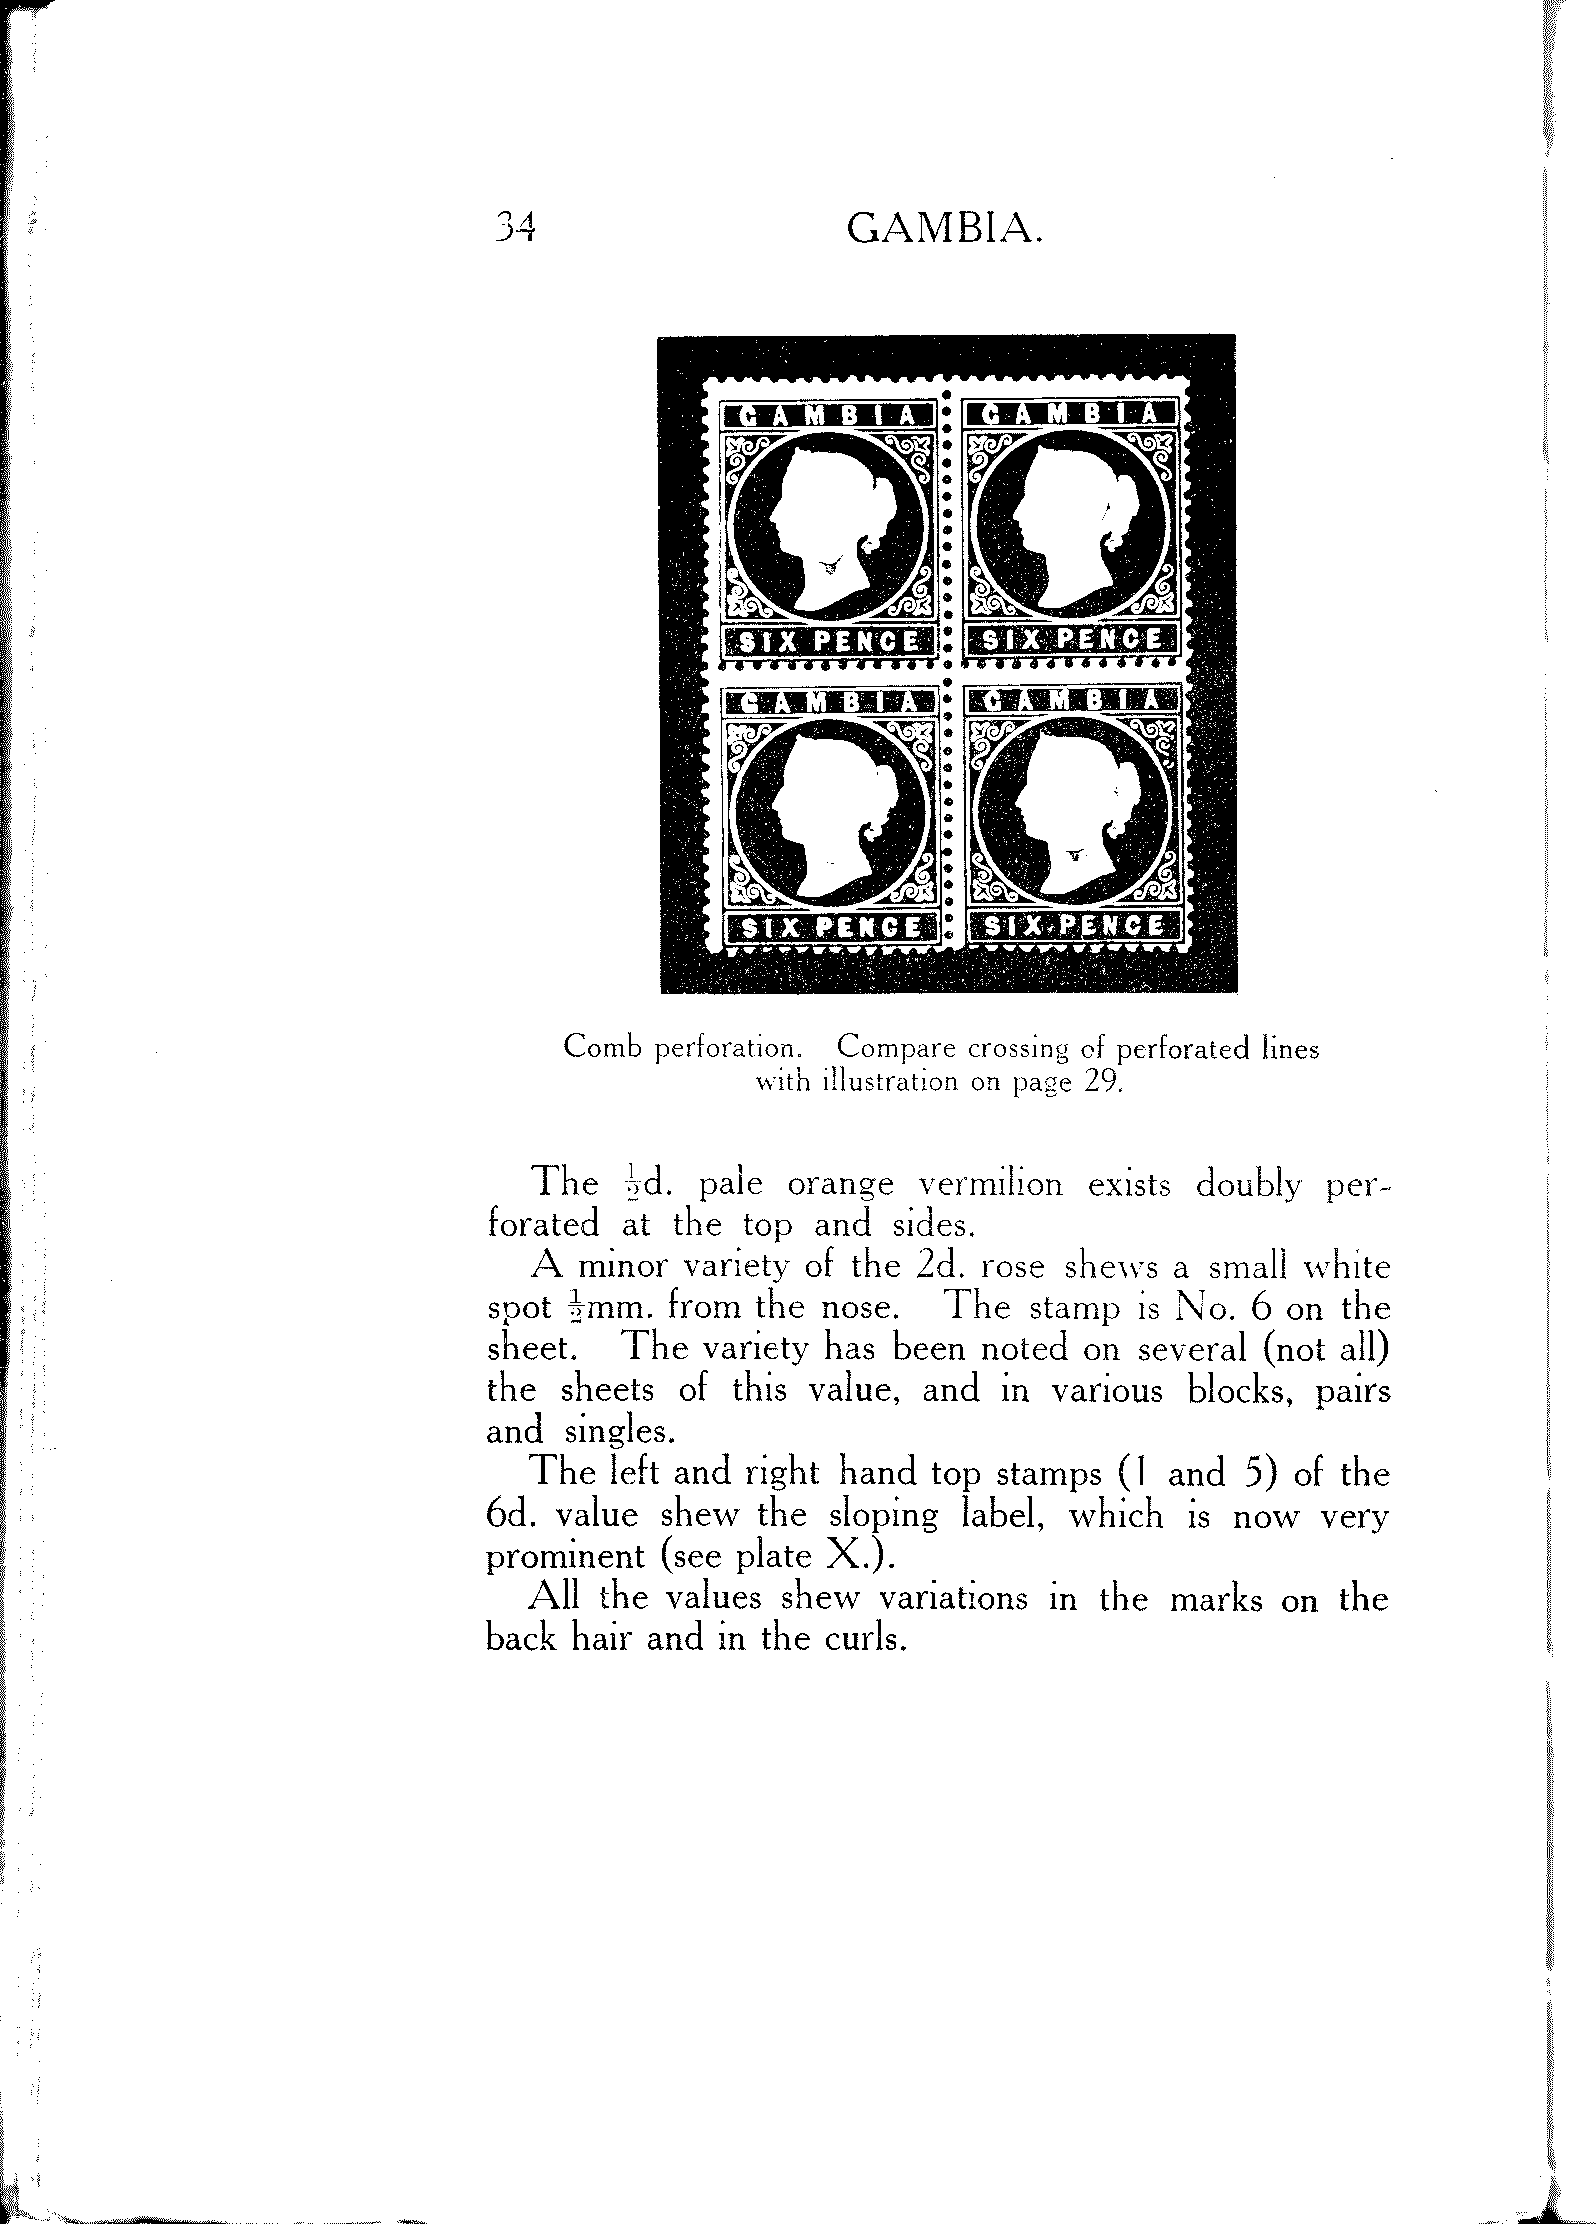 34 GAMBIA.
GAMBIA GAMBIA
SIX PENCE SIX PENCE
GAMBIA GAMBIA
SIX PENCE SIX PENCE
Comb perforation. Compare crossing of perforated lines
with illustration on page 29.
The ½d. pale orange vermilion exists doubly per-
forated at the top and sides.
A minor variety of the 2d. rose shews a small white
spot ½mm. from the nose. The stamp is No. 6 on the
sheet. The variety has been noted on several (not all)
the sheets of this value, and in various blocks, pairs
and singles.
The left and right hand top stamps (1 and 5) of the
6d. value shew the sloping label, which is now very
prominent (see plate X.).
All the values shew variations in the marks on the
back hair and in the curls.